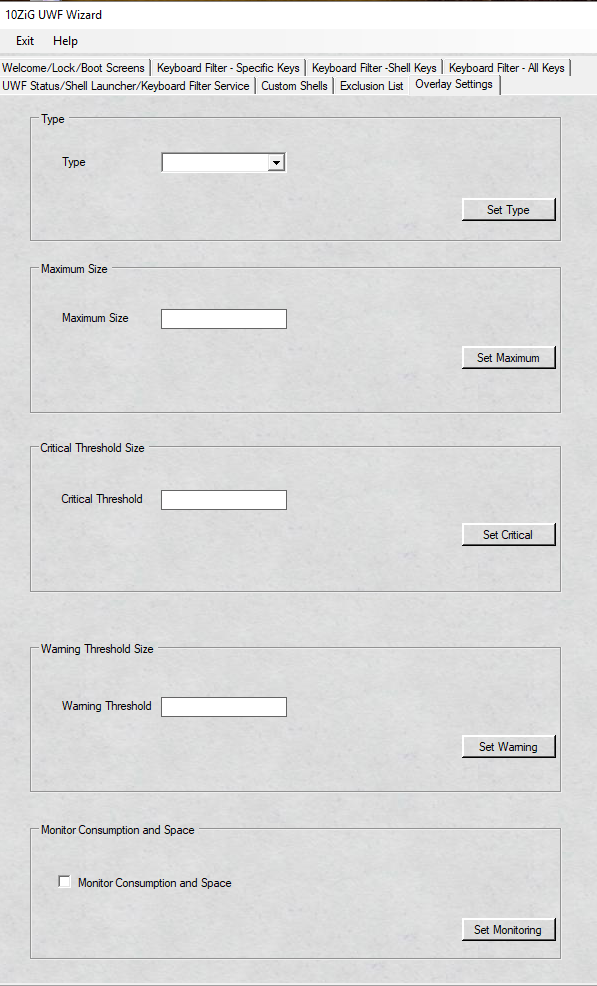 10ZiG UWF Wizard
Exit Help
Welcome/Lock/Boot Screens Keyboard Filter - Specific Keys Keyboard Filter -Shell Keys Keyboard Filter - All Keys
UWF Status/Shell Launcher/Keyboard Filter Service Custom Shells Exclusion List Overlay Settings
Type
Type
Set Type
Maximum Size
Maximum Size
Set Maximum
Critical Threshold Size
Critical Threshold
Set Critical
Warning Threshold Size
Warning Threshold
Set Warning
Monitor Consumption and Space
Monitor Consumption and Space
Set Monitoring